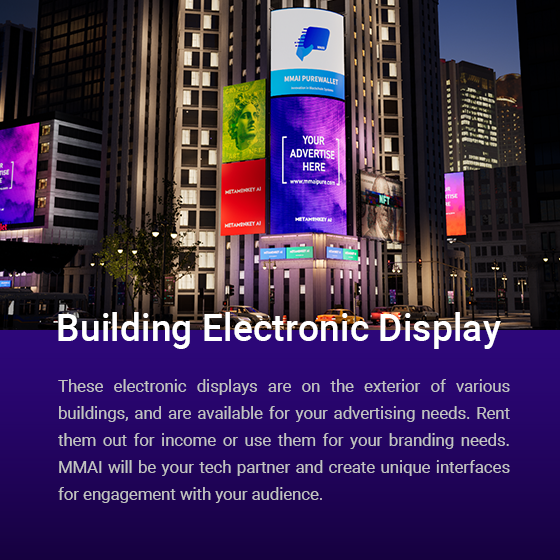 MMAI PUREWALLET
YOUR
ADVERTISE
HERE
www.mmaipure.com
METAMONKEY AI
METAMONKEY AI
NFT
Building Electronic Display
These electronic displays are on the exterior of various
buildings, and are available for your advertising needs. Rent
them out for income or use them for your branding needs.
MMAI will be your tech partner and create unique interfaces
for engagement with your audience.